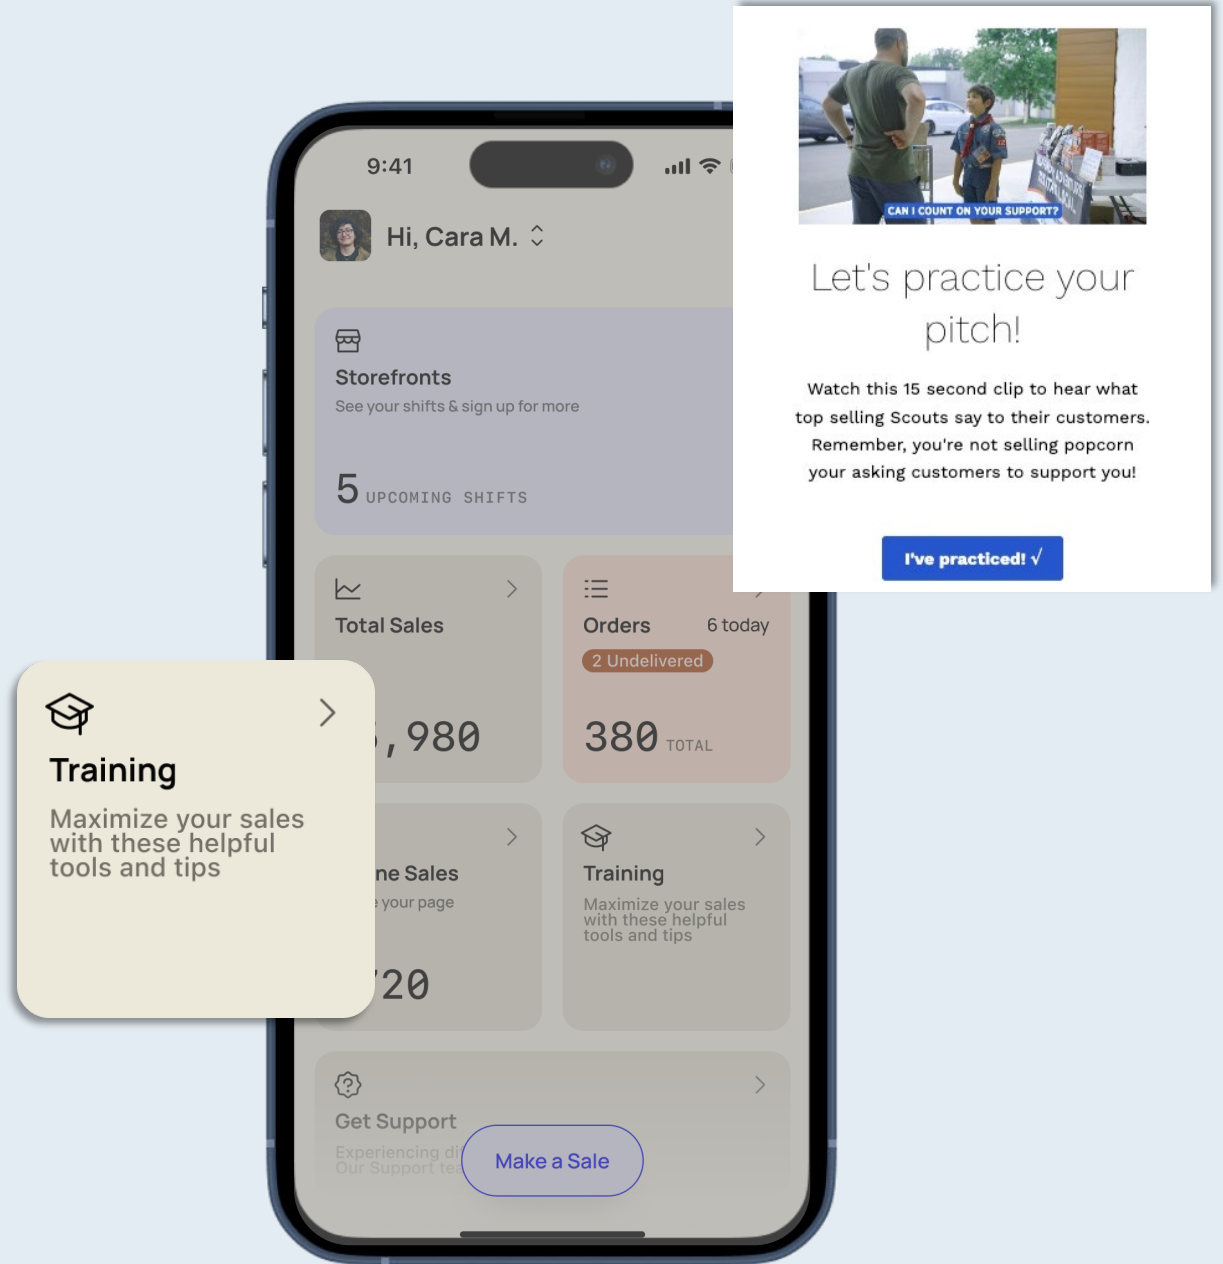 9:41
Hi, Cara M.
Storefronts
See your shifts & sign up for more
5 UPCOMING SHIFTS
Total Sales
,980
Orders 6 today
2 Undelivered
380 TOTAL
ne Sales
your page
20
Training
Maximize your sales
with these helpful
tools and tips
Get Support
Experiencing
Our Support
Make a Sale
Training
Maximize your sales
with these helpful
tools and tips
CAN I COUNT ON YOUR SUPPORT?
Let's practice your
pitch!
Watch this 15 second clip to hear what
top selling Scouts say to their customers.
Remember, you're not selling popcorn
your asking customers to support you!
I've practiced! √